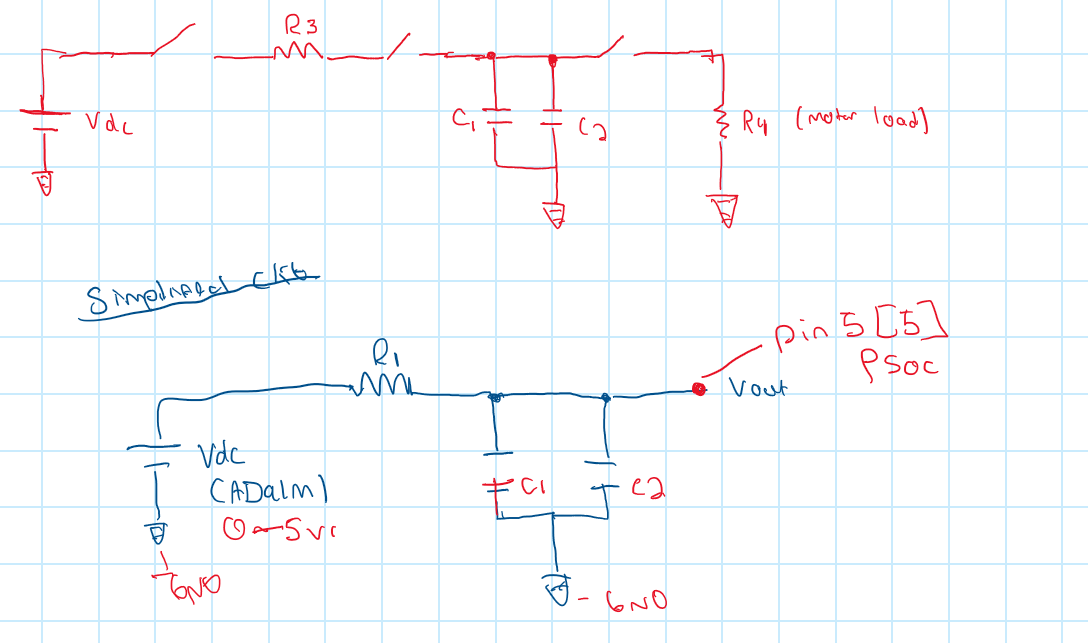 R3
Vdc
C1
C2
R4 (motor load)
Simplified Ckt
R1
Pin 5 [5]
PSoC
Vout
Vdc
(ADalm)
0-5v
C1
C2
GND
- GND